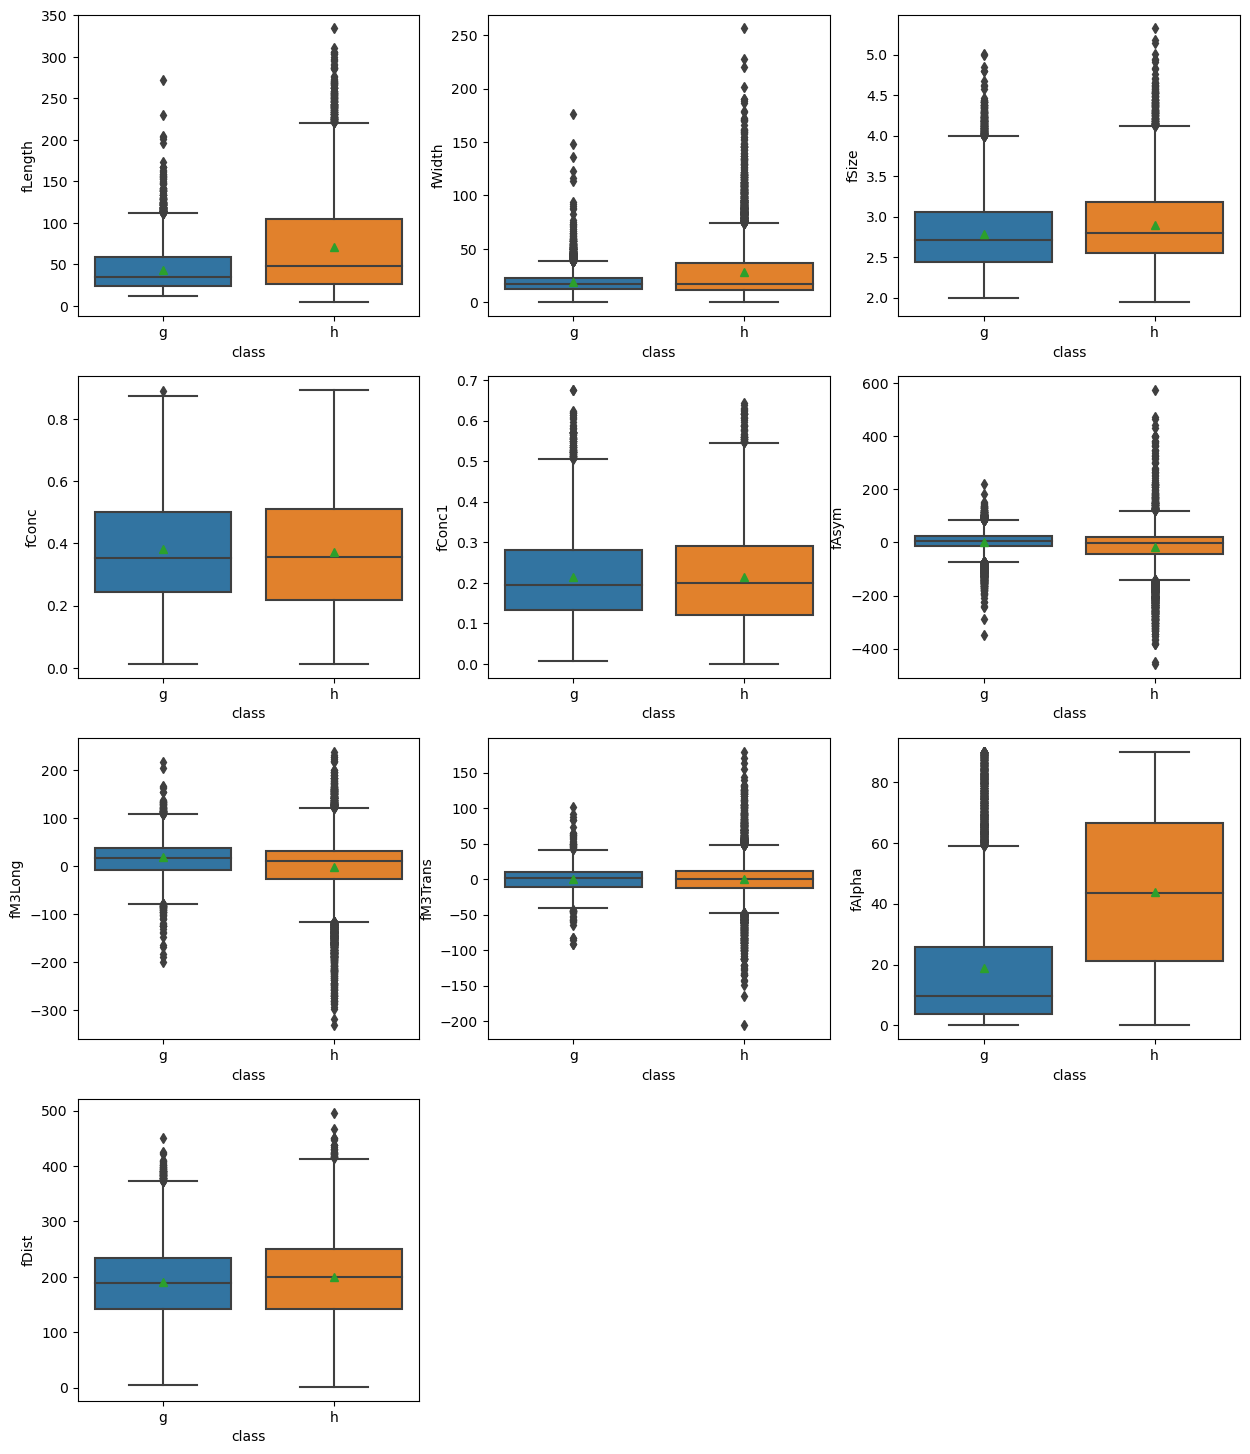 fLength
350
300
250
200
150
100
50
0
g
h
class
fWidth
250
200
150
100
50
0
g
h
class
fSize
5.0
4.5
4.0
3.5
3.0
2.5
2.0
g
h
class
fConc
0.8
0.6
0.4
0.2
0.0
g
h
class
fConc1
0.7
0.6
0.5
0.4
0.3
0.2
0.1
0.0
g
h
class
fAsym
600
400
200
0
−200
−400
g
h
class
fM3Long
200
100
0
−100
−200
−300
g
h
class
fM3Trans
150
100
50
0
−50
−100
−150
−200
g
h
class
fAlpha
80
60
40
20
0
g
h
class
fDist
500
400
300
200
100
0
g
h
class